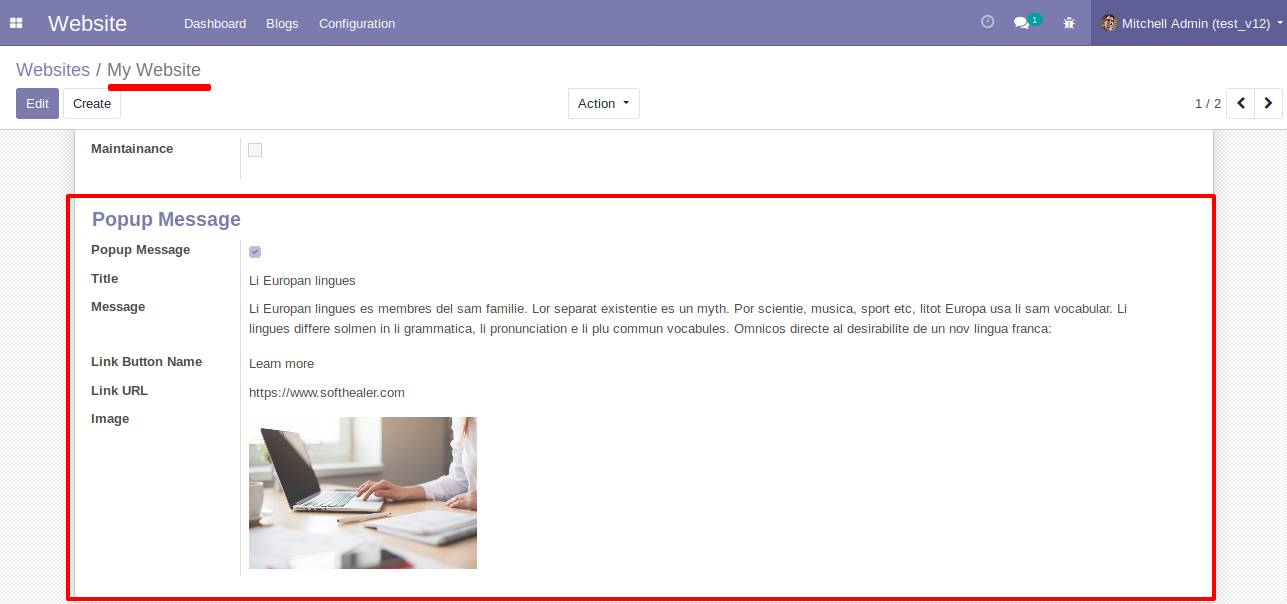 Website Dashboard Blogs Configuration 1 Mitchell Admin (test_v12)
Websites / My Website
Edit Create Action 1 / 2
Maintainance
Popup Message
Popup Message
Title Li Europan lingues
Message Li Europan lingues es membres del sam familie. Lor separat existentie es un myth. Por scientie, musica, sport etc, litot Europa usa li sam vocabular. Li
lingues differe solmen in li grammatica, li pronunciation e li plu commun vocabules. Omnicos directe al desirabilite de un nov lingua franca:
Link Button Name Learn more
Link URL https://www.softhealer.com
Image